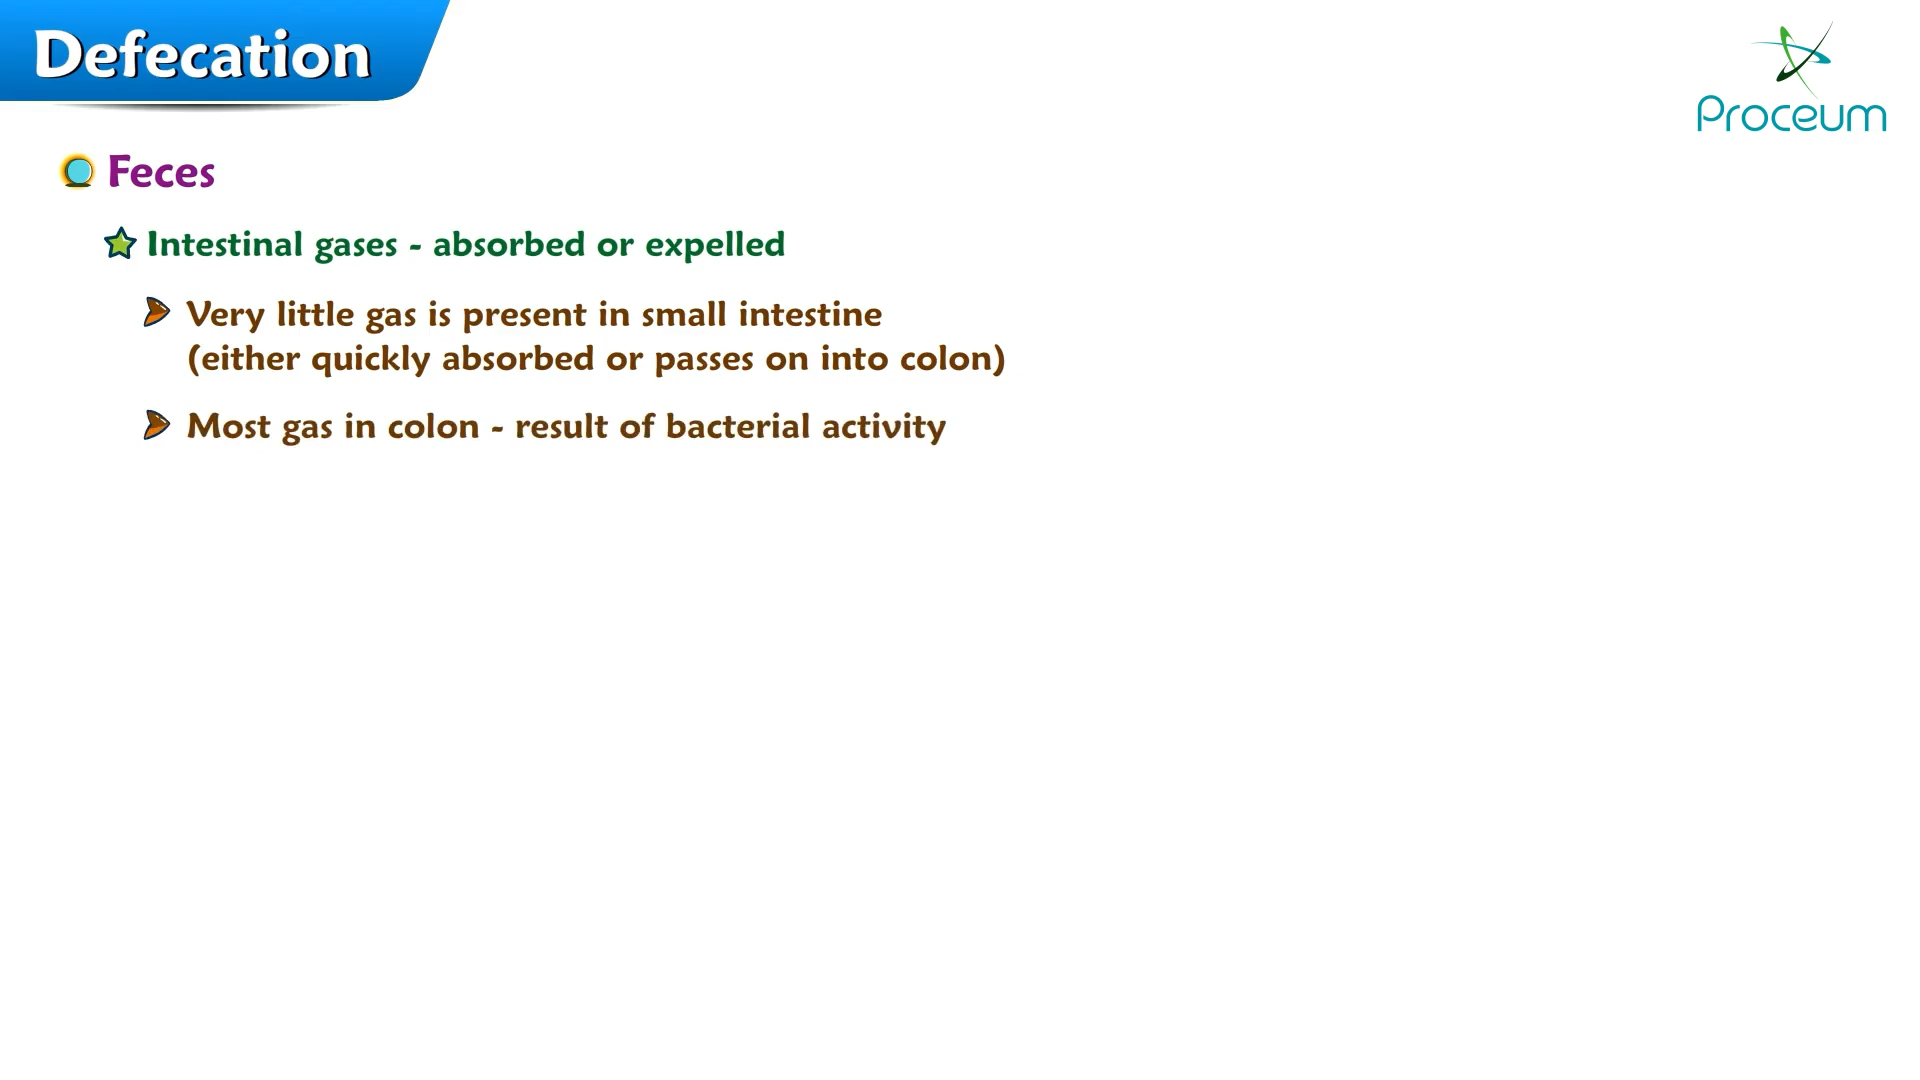 Defecation
Proceum
Feces
Intestinal gases - absorbed or expelled
Very little gas is present in small intestine
(either quickly absorbed or passes on into colon)
Most gas in colon - result of bacterial activity